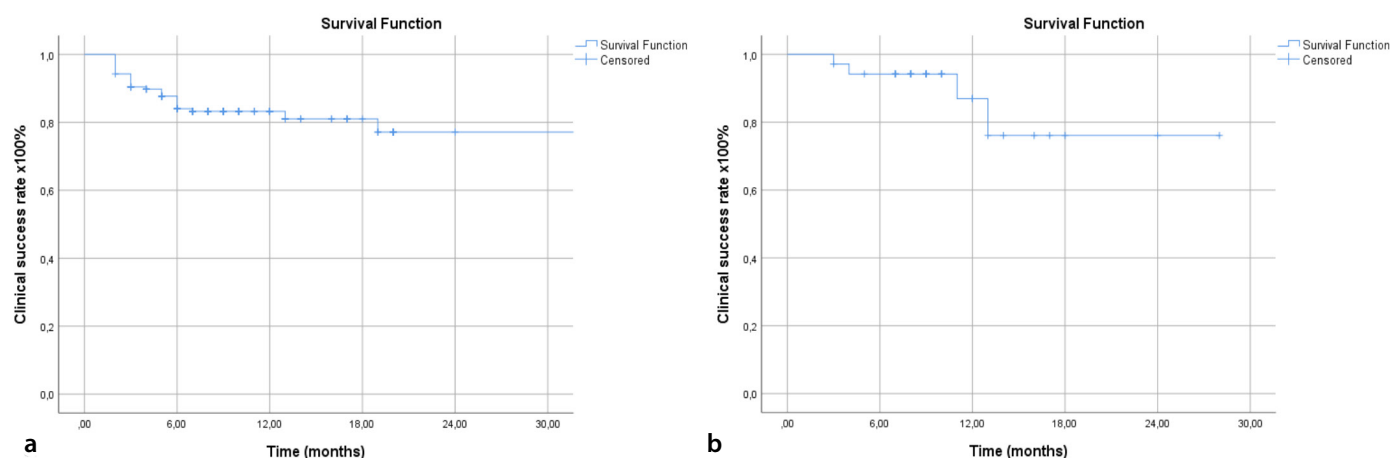 Survival Function
Survival Function
Censored
1,0
0,8
0,6
0,4
0,2
0,0
Clinical success rate x100%
,00
6,00
12,00
18,00
24,00
30,00
Time (months)
a
Survival Function
Survival Function
Censored
1,0
0,8
0,6
0,4
0,2
0,0
Clinical success rate x100%
,00
6,00
12,00
18,00
24,00
30,00
Time (months)
b